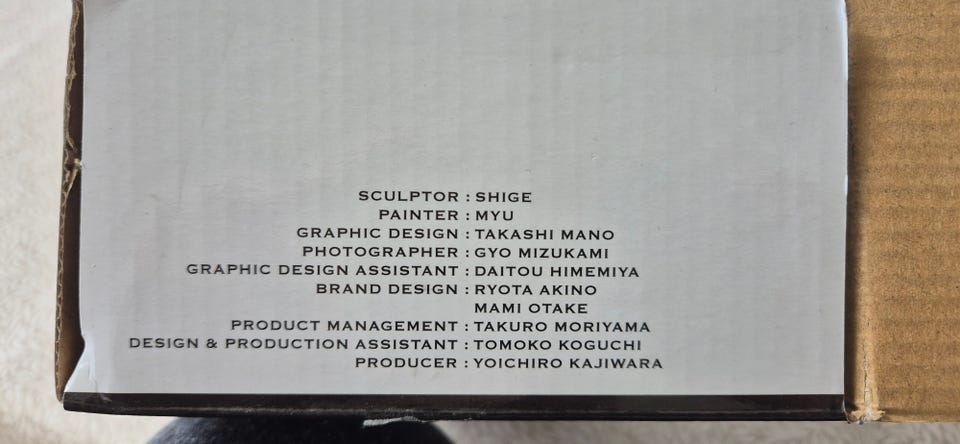 SCULPTOR : SHIGE
PAINTER : MYU
GRAPHIC DESIGN : TAKASHI MANO
PHOTOGRAPHER : GYO MIZUKAMI
GRAPHIC DESIGN ASSISTANT : DAITOU HIMEMIYA
BRAND DESIGN : RYOTA AKINO
MAMI OTAKE
PRODUCT MANAGEMENT : TAKURO MORIYAMA
DESIGN & PRODUCTION ASSISTANT : TOMOKO KOGUCHI
PRODUCER : YOICHIRO KAJIWARA